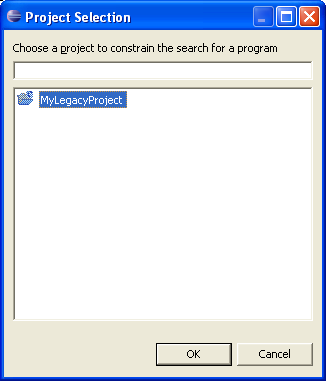 Project Selection
Choose a project to constrain the search for a program
MyLegacyProject
OK
Cancel